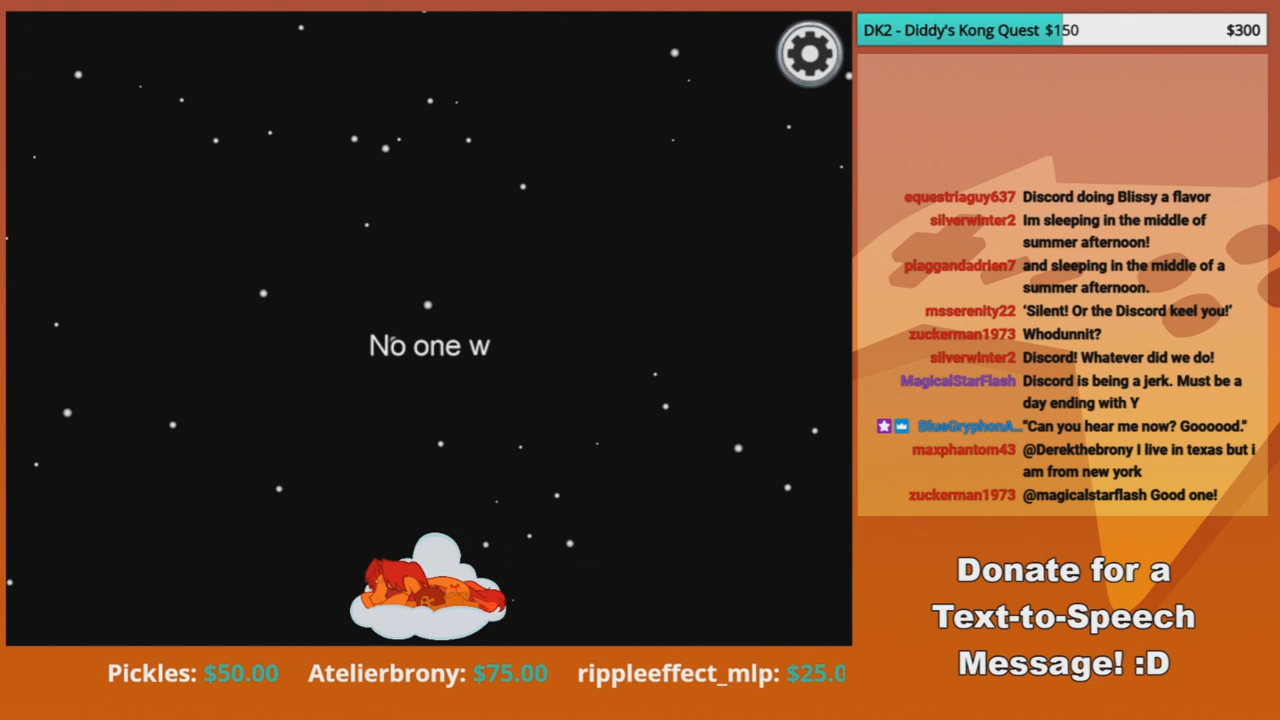 DK2 - Diddy's Kong Quest $150 $300
equestriaguy637 Discord doing Blissy a flavor
silverwinter2 Im sleeping in the middle of
summer afternoon!
plaggandadrien7 and sleeping in the middle of a
summer afternoon.
msserenity22 ‘Silent! Or the Discord keel you!’
zuckerman1973 Whodunnit?
silverwinter2 Discord! Whatever did we do!
MagicalStarFlash Discord is being a jerk. Must be a
day ending with Y
BlueGryphonA... "Can you hear me now? Goooood."
maxphantom43 @Derekthebrony I live in texas but i
am from new york
zuckerman1973 @magicalstarflash Good one!
No one w
Donate for a
Text-to-Speech
Message! :D
Pickles: $50.00 Atelierbrony: $75.00 rippleeffect_mlp: $25.0